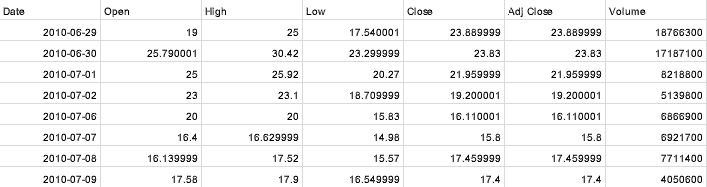 Date Open High Low Close Adj Close Volume
2010-06-29 19 25 17.540001 23.889999 23.889999 18766300
2010-06-30 25.790001 30.42 23.299999 23.83 23.83 17187100
2010-07-01 25 25.92 20.27 21.959999 21.959999 8218800
2010-07-02 23 23.1 18.709999 19.200001 19.200001 5139800
2010-07-06 20 20 15.83 16.110001 16.110001 6866900
2010-07-07 16.4 16.629999 14.98 15.8 15.8 6921700
2010-07-08 16.139999 17.52 15.57 17.459999 17.459999 7711400
2010-07-09 17.58 17.9 16.549999 17.4 17.4 4050600